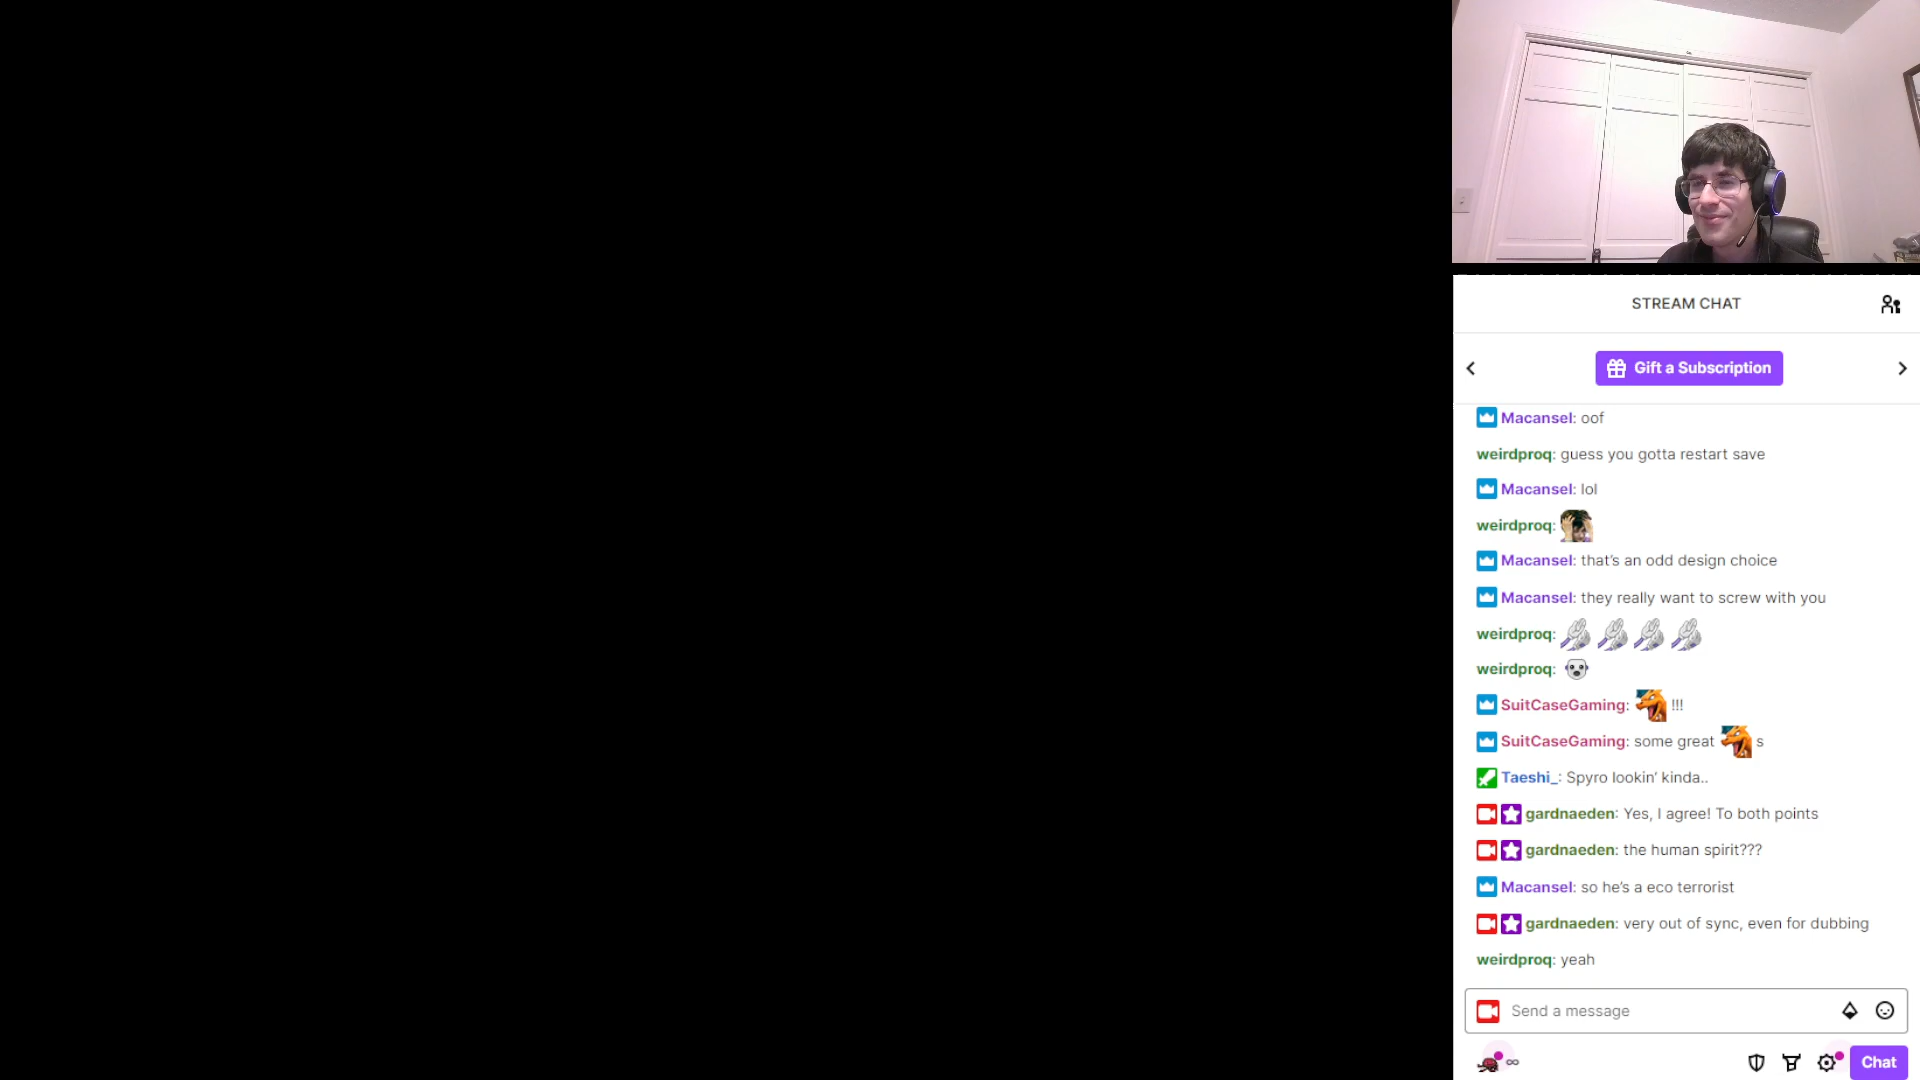 STREAM CHAT
Gift a Subscription
Macansel: oof
weirdproq: guess you gotta restart save
Macansel: lol
weirdproq:
Macansel: that's an odd design choice
Macansel: they really want to screw with you
weirdproq:
weirdproq:
SuitCaseGaming: !!!
SuitCaseGaming: some great s
Taeshi_: Spyro lookin' kinda..
gardnaeden: Yes, I agree! To both points
gardnaeden: the human spirit???
Macansel: so he's a eco terrorist
gardnaeden: very out of sync, even for dubbing
weirdproq: yeah
Send a message
∞
Chat